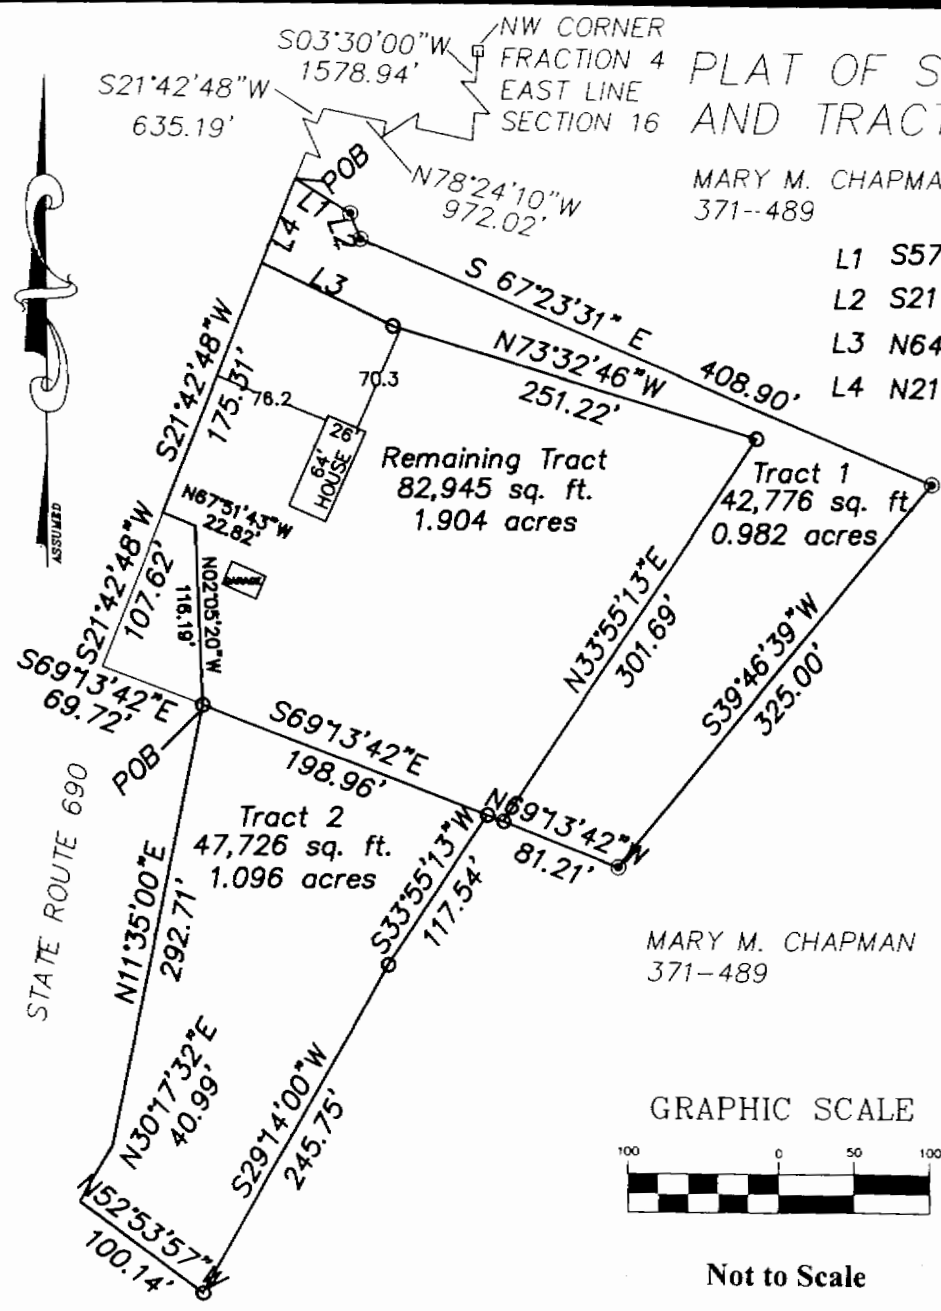 NW CORNER
FRACTION 4
EAST LINE
SECTION 16
S03°30'00"W
1578.94'
S21°42'48"W
635.19'
PLAT OF S
AND TRACT
POB
N78°24'10"W
972.02'
MARY M. CHAPMA
371--489
L1 S57
L2 S21
L3 N64
L4 N21
L1
L2
L4
L3
S 67°23'31" E 408.90'
N73°32'46"W
251.22'
S21°42'48"W
175.31'
76.2
70.3
26'
64'
HOUSE
Remaining Tract
82,945 sq. ft.
1.904 acres
Tract 1
42,776 sq. ft.
0.982 acres
ASSUMED
N67°51'43"W
22.82'
N02°05'20"W
116.19'
S21°42'48"W
107.62'
N33°55'13"E
301.69'
S39°46'39"W
325.00'
S69°13'42"E
69.72'
POB
S69°13'42"E
198.96'
N69°13'42"W
81.21'
STATE ROUTE 690
Tract 2
47,726 sq. ft.
1.096 acres
N11°35'00"E
292.71'
S33°55'13"W
117.54'
MARY M. CHAPMAN
371-489
N30°17'32"E
40.99'
S29°14'00"W
245.75'
N52°53'57"W
100.14'
GRAPHIC SCALE
100 0 50 100
Not to Scale